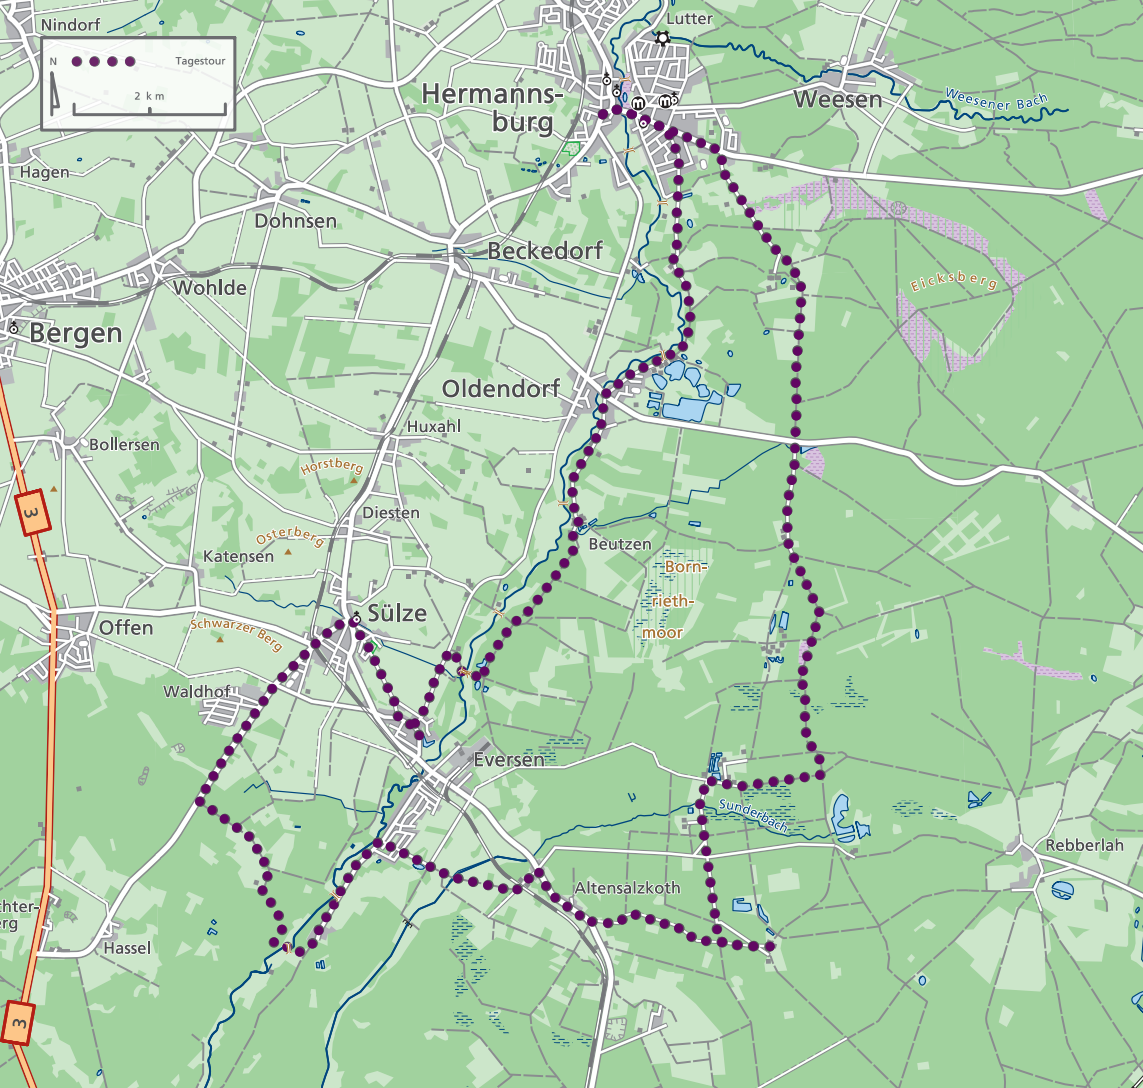 Nindorf
Lutter
N
Tagestour
2 km
Hermanns-
burg
Weesen
Weesener Bach
Hagen
Dohnsen
Beckedorf
Wohlde
Eicksberg
Bergen
Oldendorf
Huxahl
Bollersen
Horstberg
3
Diesten
Osterberg
Katensen
Beutzen
Born-
rieth-
moor
Sülze
Offen
Schwarzer Berg
Waldhof
Eversen
Sunderbach
Rebberlah
Altensalzkoth
chter-
erg
Hassel
3